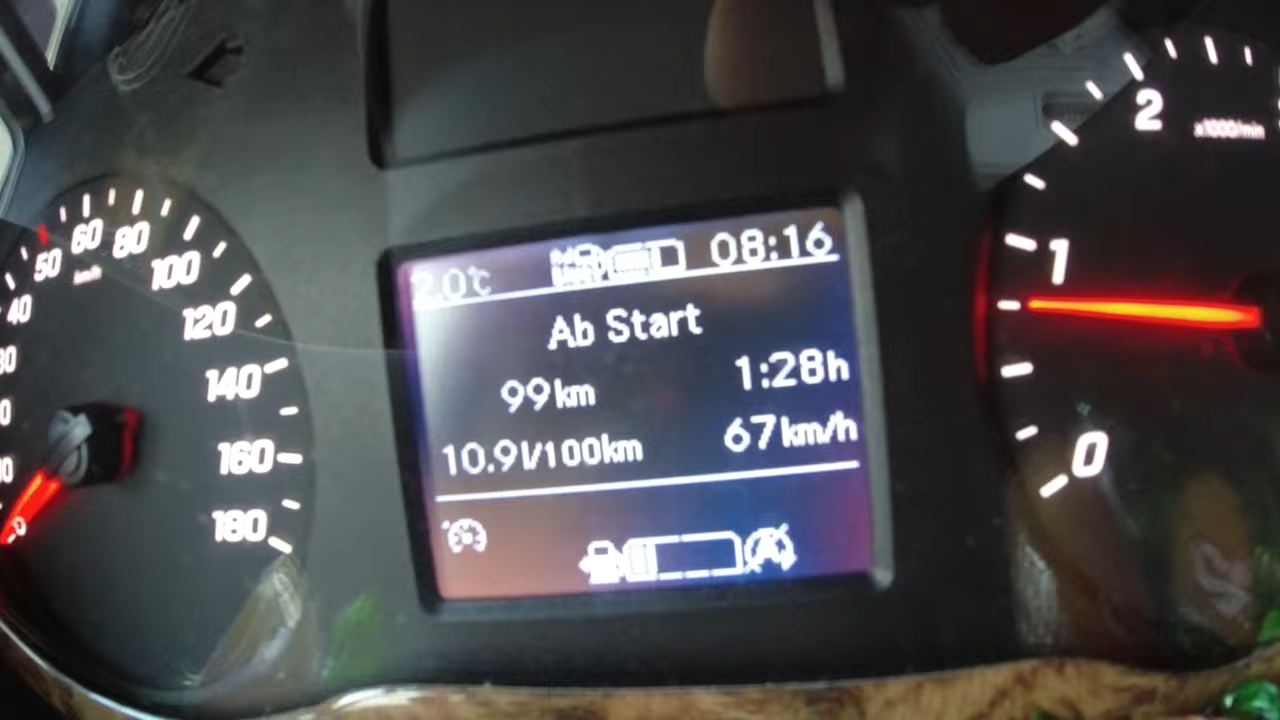 2.0°C 08:16
Ab Start
99 km 1:28h
10.9l/100km 67 km/h
40
50
60
80
100
120
140
160
180
km/h
2
x1000/min
1
0